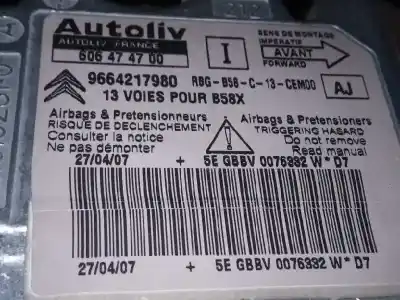 Autoliv
AUTOLIV FRANCE
606 47 47 00
I
SENS DE MONTAGE
IMPERATIF
AVANT
FORWARD
9664217980 RBG-B58-C-13-CEM00
AJ
13 VOIES POUR B58X
Airbags & Pretensionneurs
RISQUE DE DECLENCHEMENT
Consulter la notice
Ne pas démonter
Airbags & Pretensioners
TRIGGERING HASARD
Do not remove
Read manual
27/04/07 + 5E GBBV 0076332 W* D7
27/04/07 + 5E GBBV 0076332 W* D7